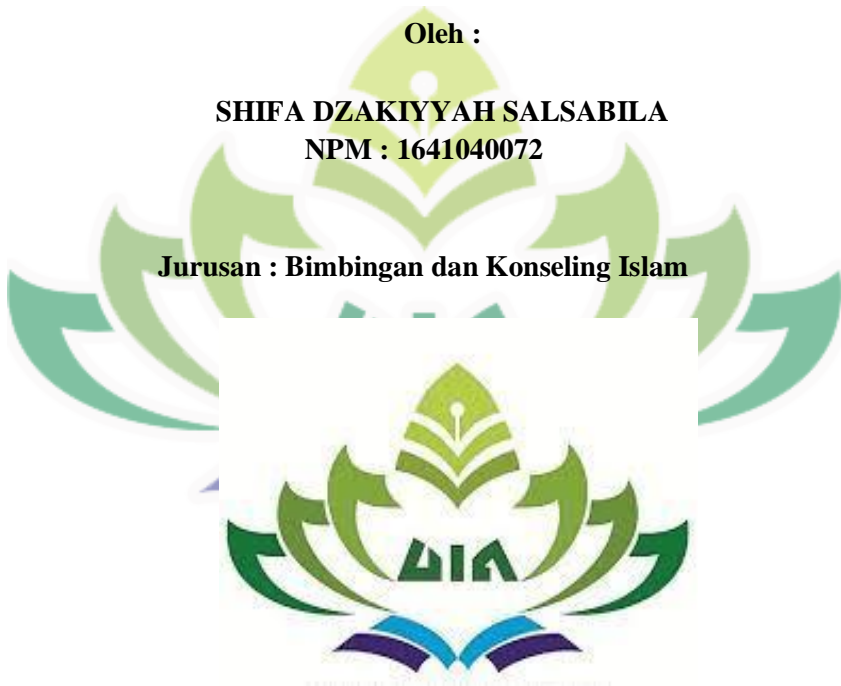 Oleh :
SHIFA DZAKIYYAH SALSABILA
NPM : 1641040072
Jurusan : Bimbingan dan Konseling Islam
UIN